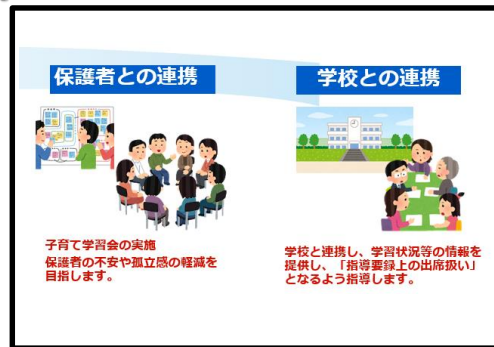 保護者との連携
子育て学習会の実施
保護者の不安や孤立感の軽減を
目指します。
学校との連携
学校と連携し、学習状況等の情報を
提供し、「指導要録上の出席扱い」
となるよう指導します。